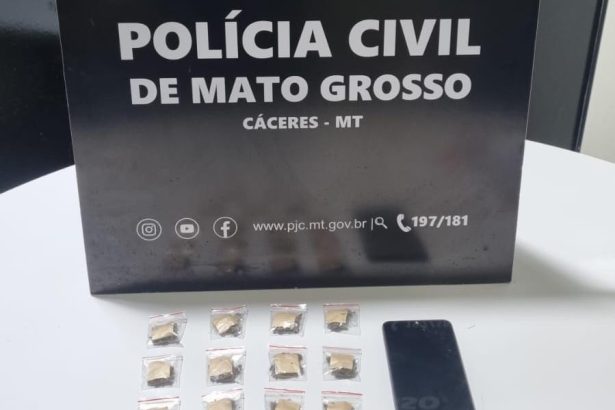 POLÍCIA CIVIL
DE MATO GROSSO
CÁCERES - MT
www.pjc.mt.gov.br | 197/181